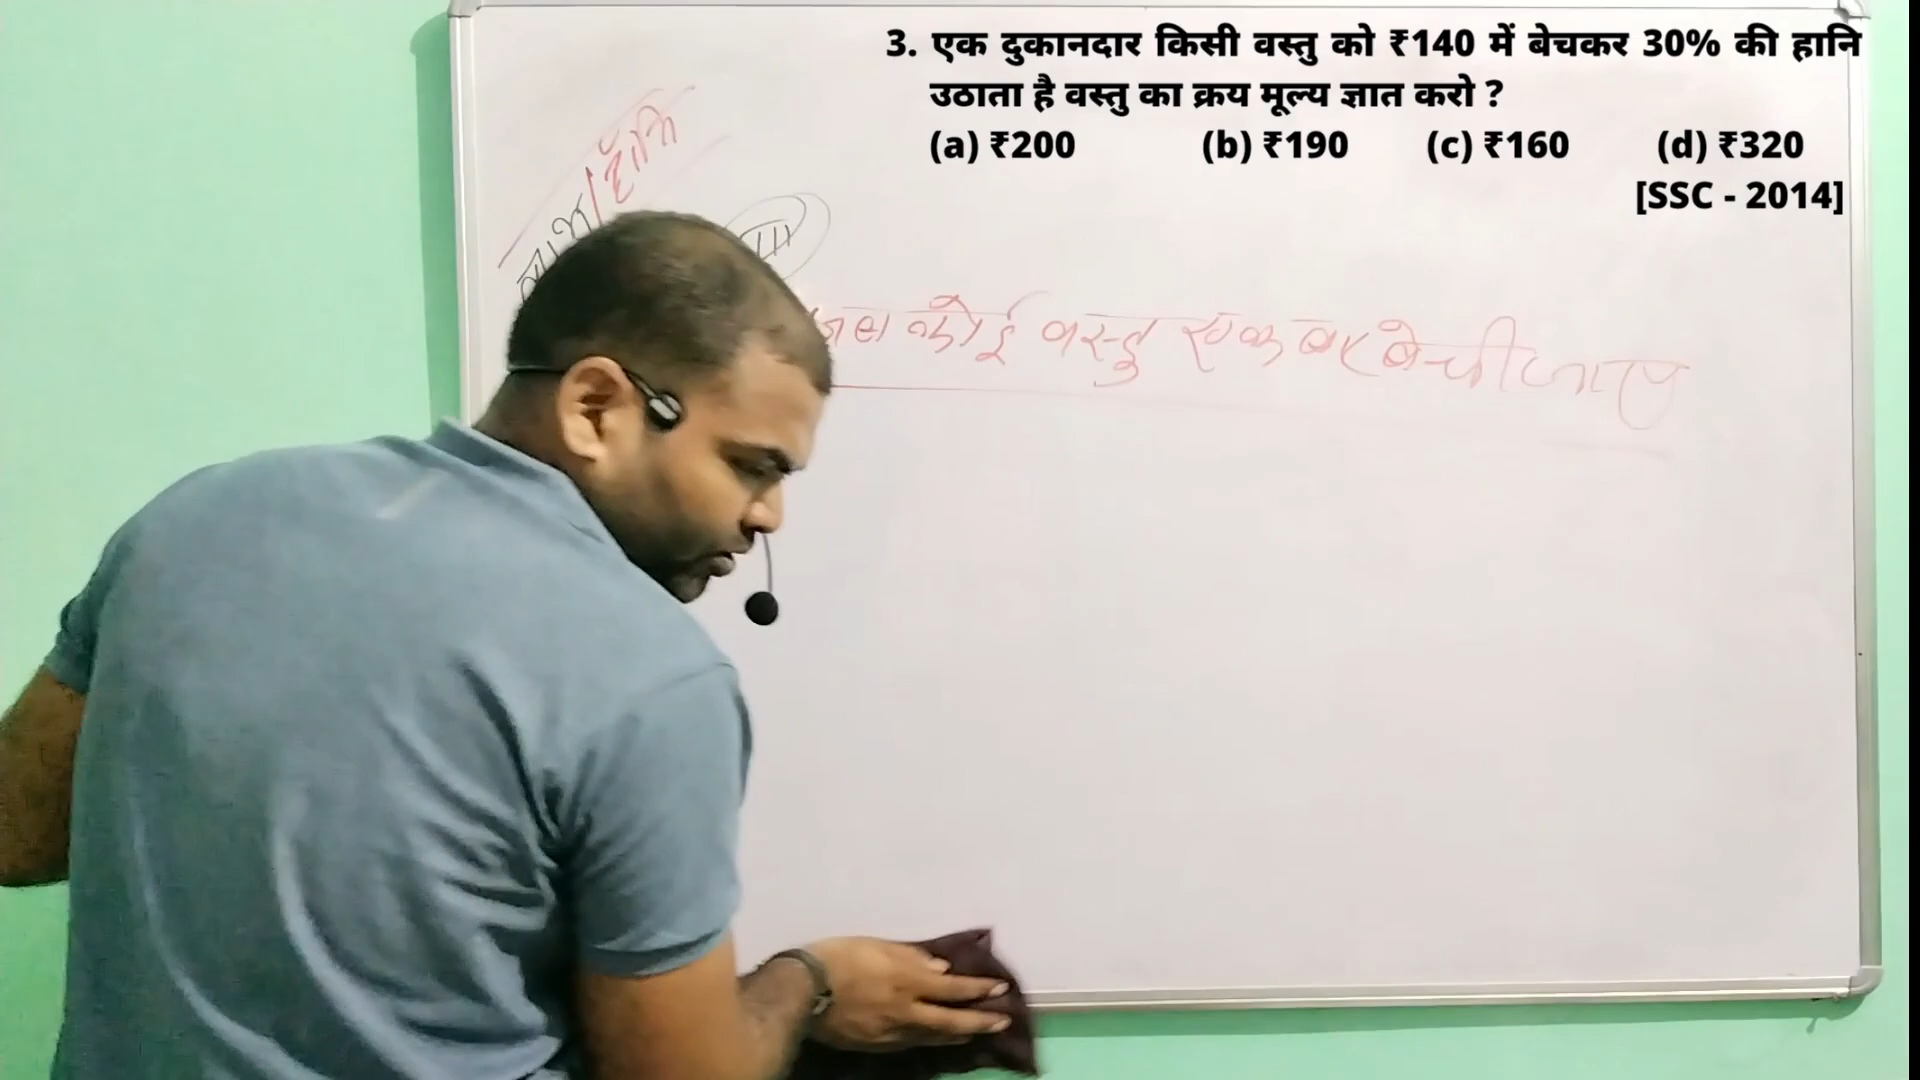 3. एक दुकानदार किसी वस्तु को ₹140 में बेचकर 30% की हानि
उठाता है वस्तु का क्रय मूल्य ज्ञात करो ?
(a) ₹200 (b) ₹190 (c) ₹160 (d) ₹320
[SSC - 2014]
लाभ/हानि
जब कोई वस्तु एक बार बेची जाए